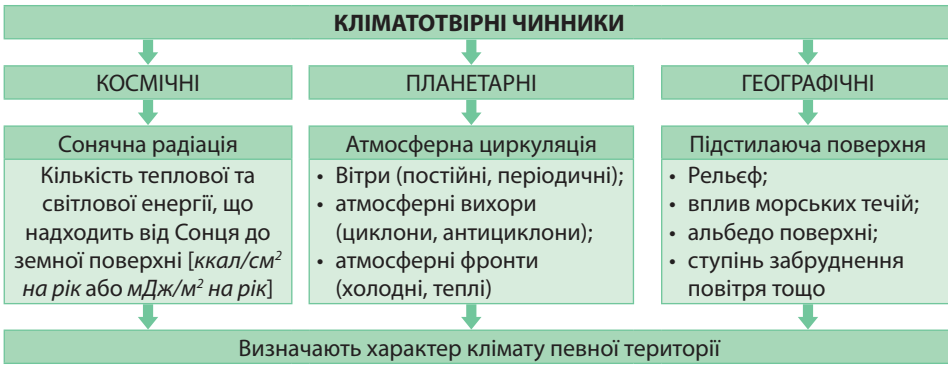 КЛІМАТОТВІРНІ ЧИННИКИ
КОСМІЧНІ
ПЛАНЕТАРНІ
ГЕОГРАФІЧНІ
Сонячна радіація
Кількість теплової та
світлової енергії, що
надходить від Сонця до
земної поверхні [ккал/см²
на рік або мДж/м² на рік]
Атмосферна циркуляція
• Вітри (постійні, періодичні);
• атмосферні вихори
(циклони, антициклони);
• атмосферні фронти
(холодні, теплі)
Підстилаюча поверхня
• Рельєф;
• вплив морських течій;
• альбедо поверхні;
• ступінь забруднення
повітря тощо
Визначають характер клімату певної території